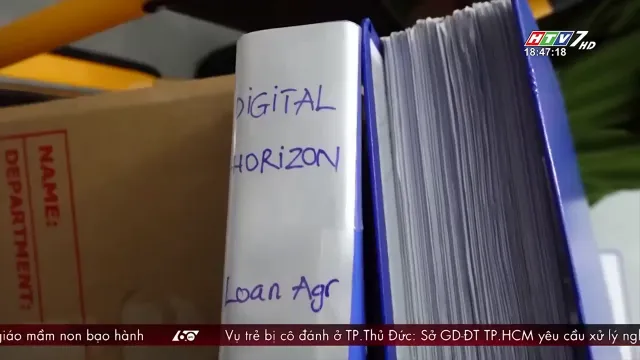 HTV7 HD
18:47:18
DiGiTAL
HORiZON
Loan Agr
NAME:
DEPARTMENT:
giáo mầm non bạo hành
60
Vụ trẻ bị cô đánh ở TP.Thủ Đức: Sở GD-ĐT TP.HCM yêu cầu xử lý